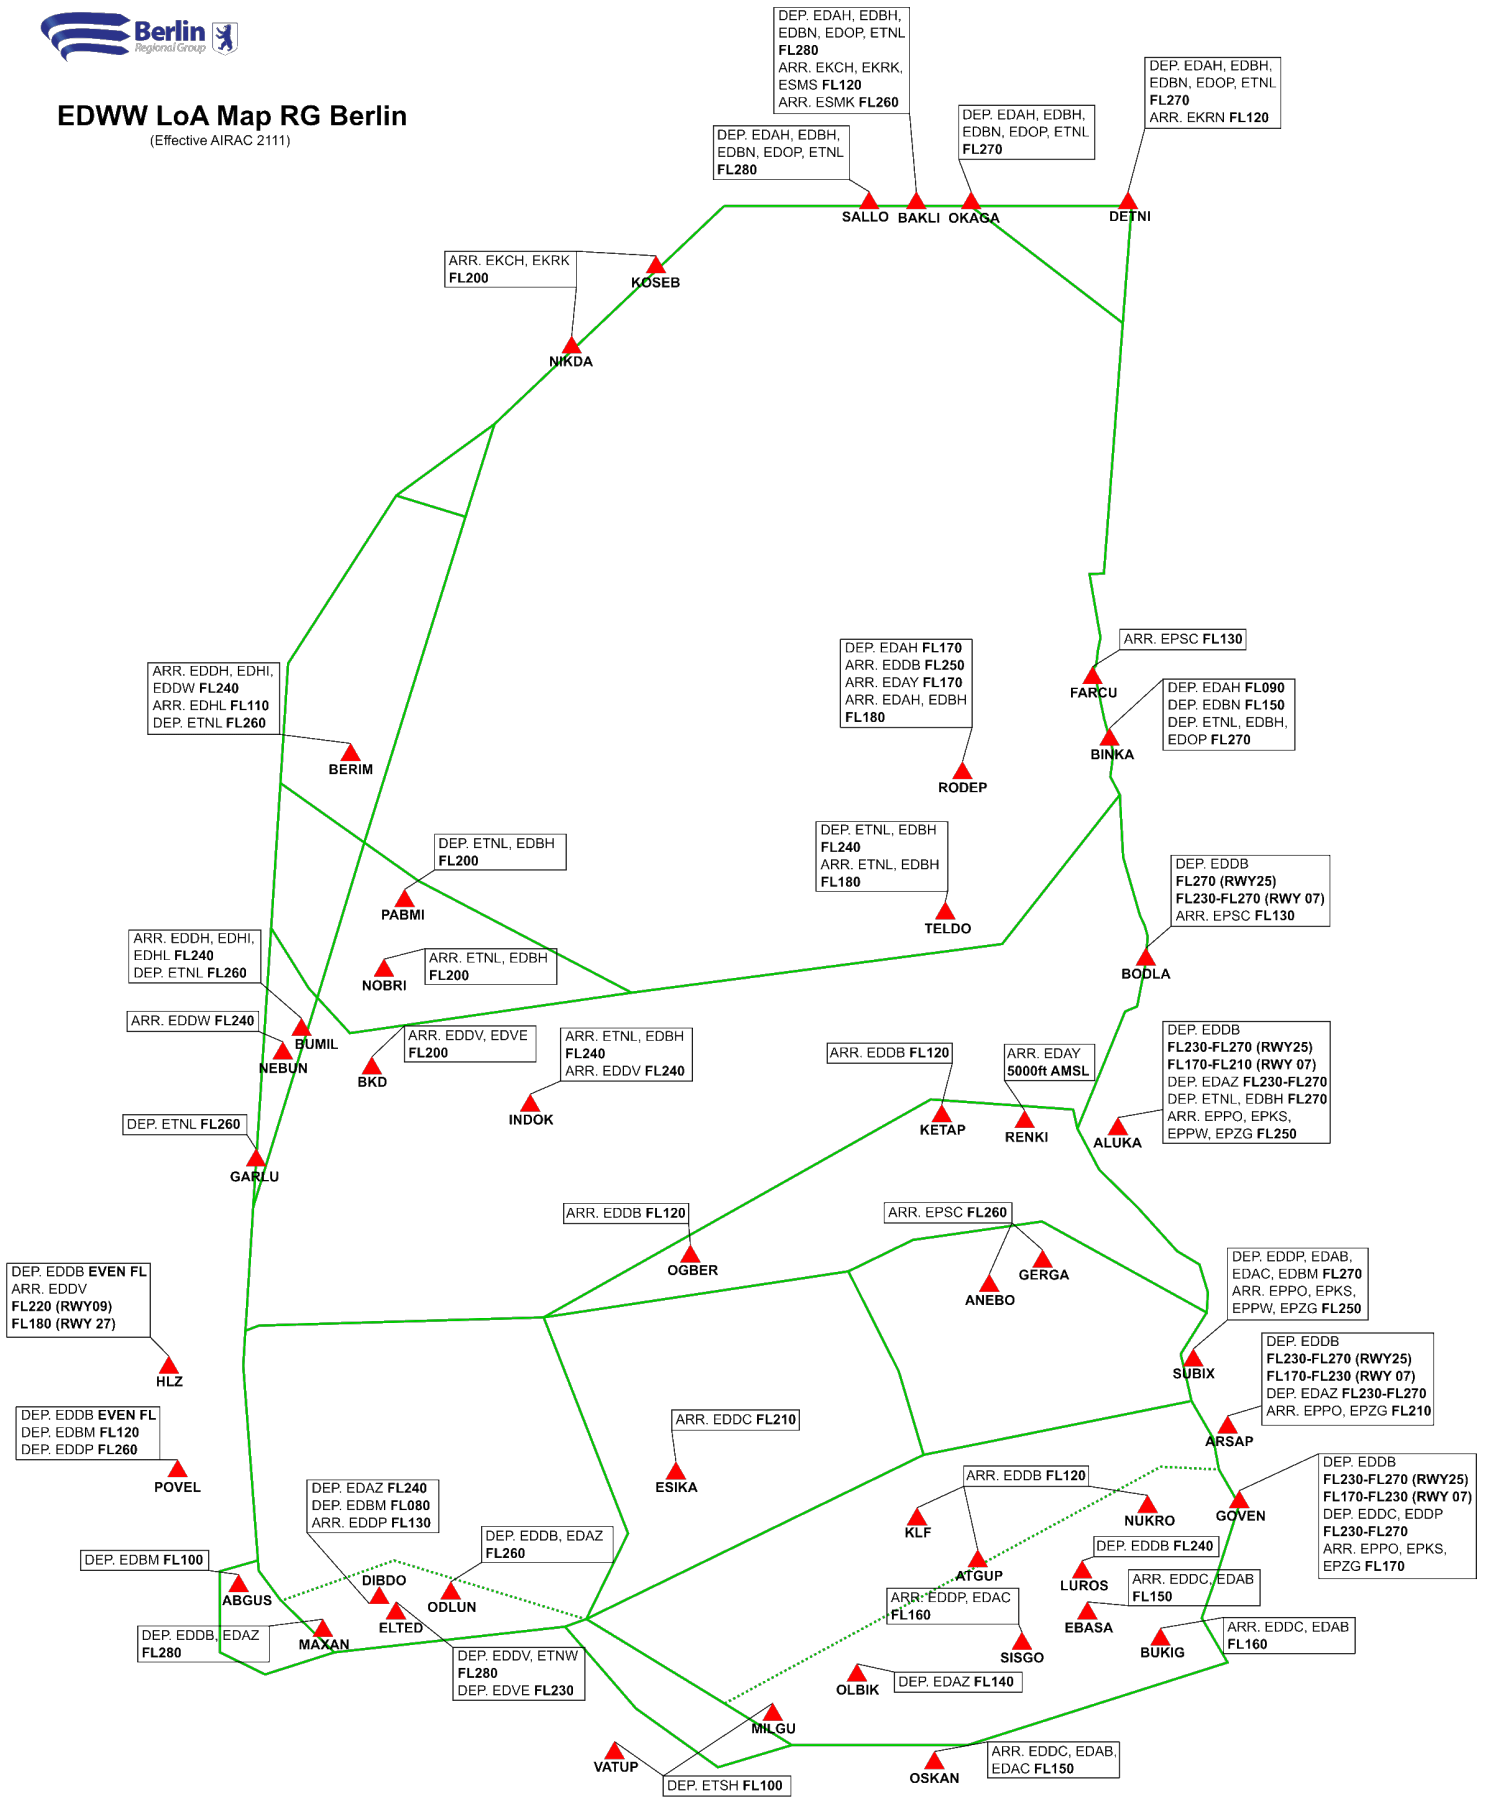 Berlin
Regional Group
EDWW LoA Map RG Berlin
(Effective AIRAC 2111)
DEP. EDAH, EDBH,
EDBN, EDOP, ETNL
FL280
ARR. EKCH, EKRK,
ESMS FL120
ARR. ESMK FL260
DEP. EDAH, EDBH,
EDBN, EDOP, ETNL
FL270
ARR. EKRN FL120
DEP. EDAH, EDBH,
EDBN, EDOP, ETNL
FL270
DEP. EDAH, EDBH,
EDBN, EDOP, ETNL
FL280
SALLO
BAKLI
OKAGA
DETNI
ARR. EKCH, EKRK
FL200
KOSEB
NIKDA
ARR. EPSC FL130
FARCU
DEP. EDAH FL170
ARR. EDDB FL250
ARR. EDAY FL170
ARR. EDAH, EDBH
FL180
RODEP
DEP. EDAH FL090
DEP. EDBN FL150
DEP. ETNL, EDBH,
EDOP FL270
BINKA
ARR. EDDH, EDHI,
EDDW FL240
ARR. EDHL FL110
DEP. ETNL FL260
BERIM
DEP. ETNL, EDBH
FL200
PABMI
DEP. ETNL, EDBH
FL240
ARR. ETNL, EDBH
FL180
TELDO
DEP. EDDB
FL270 (RWY25)
FL230-FL270 (RWY 07)
ARR. EPSC FL130
BODLA
ARR. EDDH, EDHI,
EDHL FL240
DEP. ETNL FL260
BUMIL
ARR. ETNL, EDBH
FL200
NOBRI
ARR. EDDW FL240
NEBUN
ARR. EDDV, EDVE
FL200
BKD
ARR. ETNL, EDBH
FL240
ARR. EDDV FL240
INDOK
ARR. EDDB FL120
KETAP
ARR. EDAY
5000ft AMSL
RENKI
DEP. EDDB
FL230-FL270 (RWY25)
FL170-FL210 (RWY 07)
DEP. EDAZ FL230-FL270
DEP. ETNL, EDBH FL270
ARR. EPPO, EPKS,
EPPW, EPZG FL250
ALUKA
DEP. ETNL FL260
GARLU
ARR. EDDB FL120
OGBER
ARR. EPSC FL260
GERGA
ANEBO
DEP. EDDP, EDAB,
EDAC, EDBM FL270
ARR. EPPO, EPKS,
EPPW, EPZG FL250
SUBIX
DEP. EDDB EVEN FL
ARR. EDDV
FL220 (RWY09)
FL180 (RWY 27)
HLZ
DEP. EDDB
FL230-FL270 (RWY25)
FL170-FL230 (RWY 07)
DEP. EDAZ FL230-FL270
ARR. EPPO, EPZG FL210
ARSAP
DEP. EDDB EVEN FL
DEP. EDBM FL120
DEP. EDDP FL260
POVEL
ARR. EDDC FL210
ESIKA
DEP. EDDB
FL230-FL270 (RWY25)
FL170-FL230 (RWY 07)
DEP. EDDC, EDDP
FL230-FL270
ARR. EPPO, EPKS,
EPZG FL170
GOVEN
ARR. EDDB FL120
KLF
NUKRO
ATGUP
DEP. EDAZ FL240
DEP. EDBM FL080
ARR. EDDP FL130
DIBDO
DEP. EDDB, EDAZ
FL260
ODLUN
DEP. EDBM FL100
ABGUS
DEP. EDDB FL240
LUROS
ARR. EDDC, EDAB
FL150
EBASA
ARR. EDDP, EDAC
FL160
SISGO
ARR. EDDC, EDAB
FL160
BUKIG
DEP. EDDB, EDAZ
FL280
MAXAN
ELTED
DEP. EDDV, ETNW
FL280
DEP. EDVE FL230
OLBIK
DEP. EDAZ FL140
MILGU
VATUP
DEP. ETSH FL100
OSKAN
ARR. EDDC, EDAB,
EDAC FL150